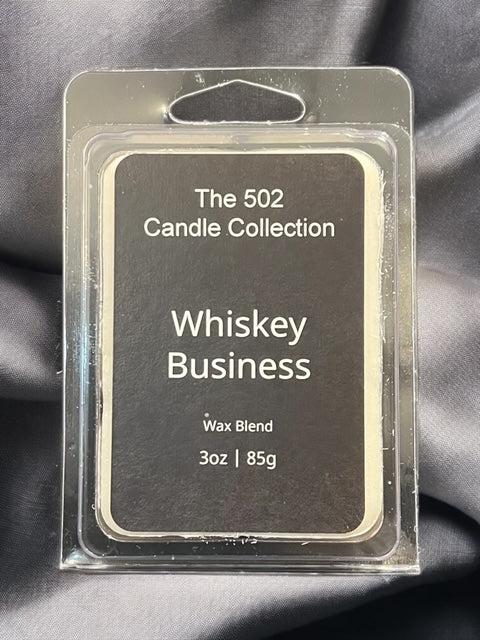 The 502
Candle Collection
Whiskey
Business
Wax Blend
3oz | 85g